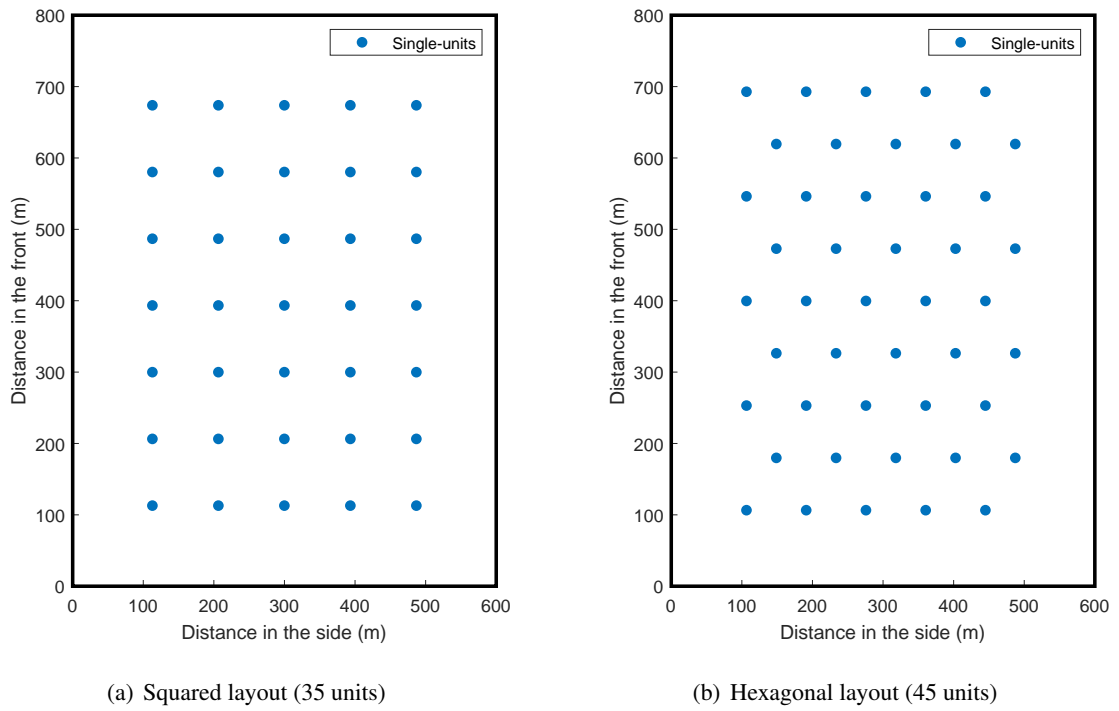 800
700
600
500
400
300
200
100
0
Distance in the front (m)
Single-units
0 100 200 300 400 500 600
Distance in the side (m)
(a) Squared layout (35 units)
800
700
600
500
400
300
200
100
0
Distance in the front (m)
Single-units
0 100 200 300 400 500 600
Distance in the side (m)
(b) Hexagonal layout (45 units)